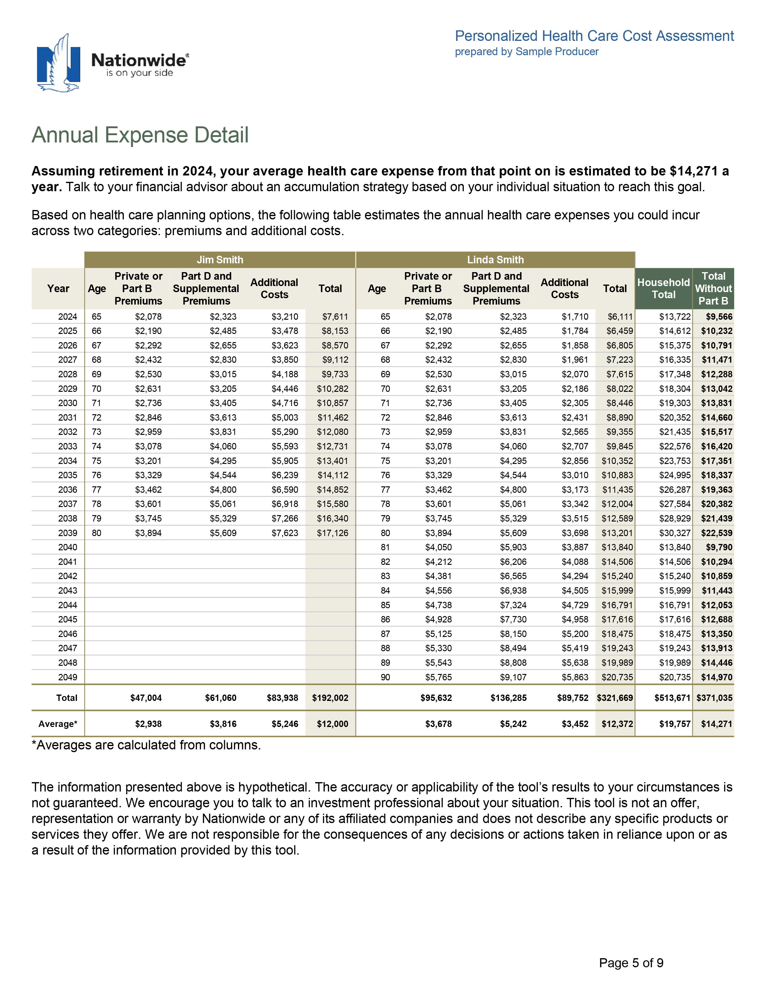 Nationwide®
is on your side
Personalized Health Care Cost Assessment
prepared by Sample Producer
Annual Expense Detail
Assuming retirement in 2024, your average health care expense from that point on is estimated to be $14,271 a
year. Talk to your financial advisor about an accumulation strategy based on your individual situation to reach this goal.
Based on health care planning options, the following table estimates the annual health care expenses you could incur
across two categories: premiums and additional costs.
Jim Smith Linda Smith
Year Age Private or Part B Premiums Part D and Supplemental Premiums Additional Costs Total Age Private or Part B Premiums Part D and Supplemental Premiums Additional Costs Total Household Total Total Without Part B
2024 65 $2,078 $2,323 $3,210 $7,611 65 $2,078 $2,323 $1,710 $6,111 $13,722 $9,566
2025 66 $2,190 $2,485 $3,478 $8,153 66 $2,190 $2,485 $1,784 $6,459 $14,612 $10,232
2026 67 $2,292 $2,655 $3,623 $8,570 67 $2,292 $2,655 $1,858 $6,805 $15,375 $10,791
2027 68 $2,432 $2,830 $3,850 $9,112 68 $2,432 $2,830 $1,961 $7,223 $16,335 $11,471
2028 69 $2,530 $3,015 $4,188 $9,733 69 $2,530 $3,015 $2,070 $7,615 $17,348 $12,288
2029 70 $2,631 $3,205 $4,446 $10,282 70 $2,631 $3,205 $2,186 $8,022 $18,304 $13,042
2030 71 $2,736 $3,405 $4,716 $10,857 71 $2,736 $3,405 $2,305 $8,446 $19,303 $13,831
2031 72 $2,846 $3,613 $5,003 $11,462 72 $2,846 $3,613 $2,431 $8,890 $20,352 $14,660
2032 73 $2,959 $3,831 $5,290 $12,080 73 $2,959 $3,831 $2,565 $9,355 $21,435 $15,517
2033 74 $3,078 $4,060 $5,593 $12,731 74 $3,078 $4,060 $2,707 $9,845 $22,576 $16,420
2034 75 $3,201 $4,295 $5,905 $13,401 75 $3,201 $4,295 $2,856 $10,352 $23,753 $17,351
2035 76 $3,329 $4,544 $6,239 $14,112 76 $3,329 $4,544 $3,010 $10,883 $24,995 $18,337
2036 77 $3,462 $4,800 $6,590 $14,852 77 $3,462 $4,800 $3,173 $11,435 $26,287 $19,363
2037 78 $3,601 $5,061 $6,918 $15,580 78 $3,601 $5,061 $3,342 $12,004 $27,584 $20,382
2038 79 $3,745 $5,329 $7,266 $16,340 79 $3,745 $5,329 $3,515 $12,589 $28,929 $21,439
2039 80 $3,894 $5,609 $7,623 $17,126 80 $3,894 $5,609 $3,698 $13,201 $30,327 $22,539
2040 81 $4,050 $5,903 $3,887 $13,840 $13,840 $9,790
2041 82 $4,212 $6,206 $4,088 $14,506 $14,506 $10,294
2042 83 $4,381 $6,565 $4,294 $15,240 $15,240 $10,859
2043 84 $4,556 $6,938 $4,505 $15,999 $15,999 $11,443
2044 85 $4,738 $7,324 $4,729 $16,791 $16,791 $12,053
2045 86 $4,928 $7,730 $4,958 $17,616 $17,616 $12,688
2046 87 $5,125 $8,150 $5,200 $18,475 $18,475 $13,350
2047 88 $5,330 $8,494 $5,419 $19,243 $19,243 $13,913
2048 89 $5,543 $8,808 $5,638 $19,989 $19,989 $14,446
2049 90 $5,765 $9,107 $5,863 $20,735 $20,735 $14,970
Total $47,004 $61,060 $83,938 $192,002 $95,632 $136,285 $89,752 $321,669 $513,671 $371,035
Average* $2,938 $3,816 $5,246 $12,000 $3,678 $5,242 $3,452 $12,372 $19,757 $14,271
*Averages are calculated from columns.
The information presented above is hypothetical. The accuracy or applicability of the tool’s results to your circumstances is
not guaranteed. We encourage you to talk to an investment professional about your situation. This tool is not an offer,
representation or warranty by Nationwide or any of its affiliated companies and does not describe any specific products or
services they offer. We are not responsible for the consequences of any decisions or actions taken in reliance upon or as
a result of the information provided by this tool.
Page 5 of 9